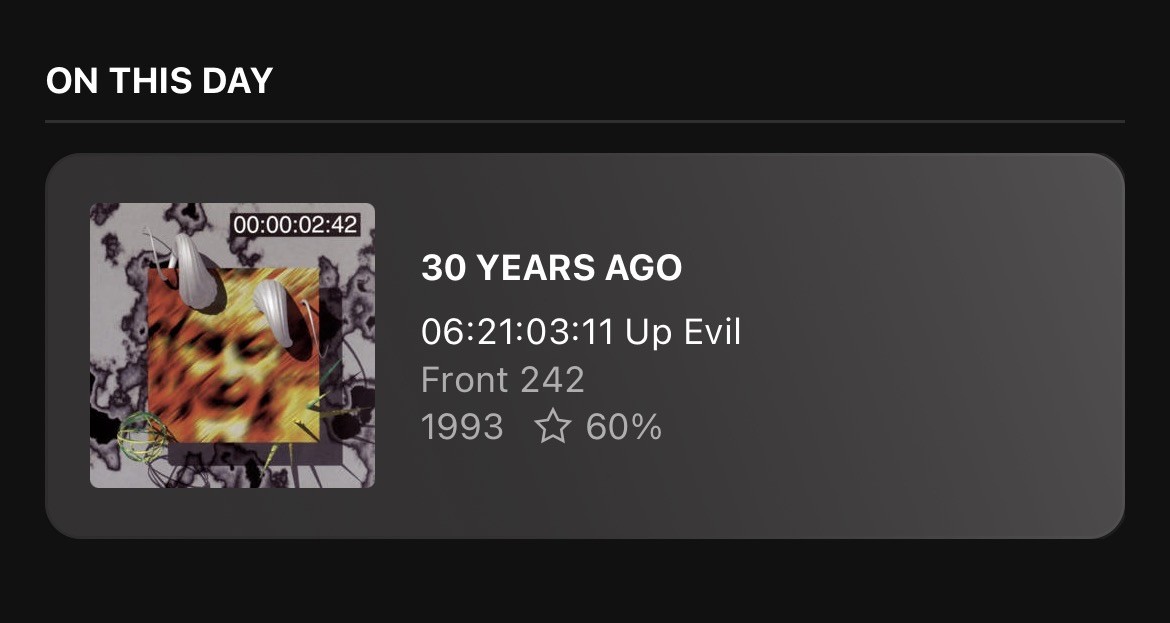 ON THIS DAY
00:00:02:42
30 YEARS AGO
06:21:03:11 Up Evil
Front 242
1993 ☆ 60%